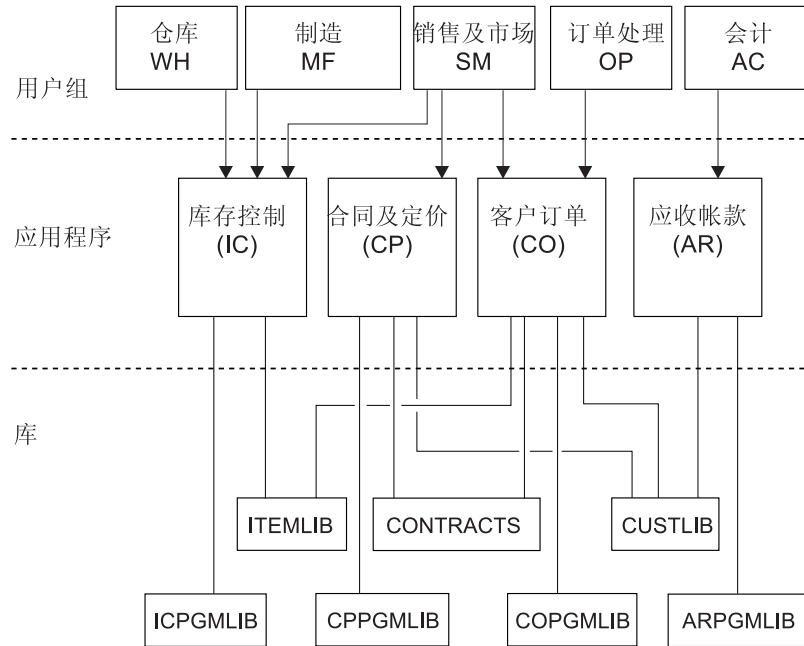 仓库
WH
制造
MF
销售及市场
SM
订单处理
OP
会计
AC
用户组
应用程序
库存控制
(IC)
合同及定价
(CP)
客户订单
(CO)
应收帐款
(AR)
库
ITEMLIB
CONTRACTS
CUSTLIB
ICPGMLIB
CPPGMLIB
COPGMLIB
ARPGMLIB